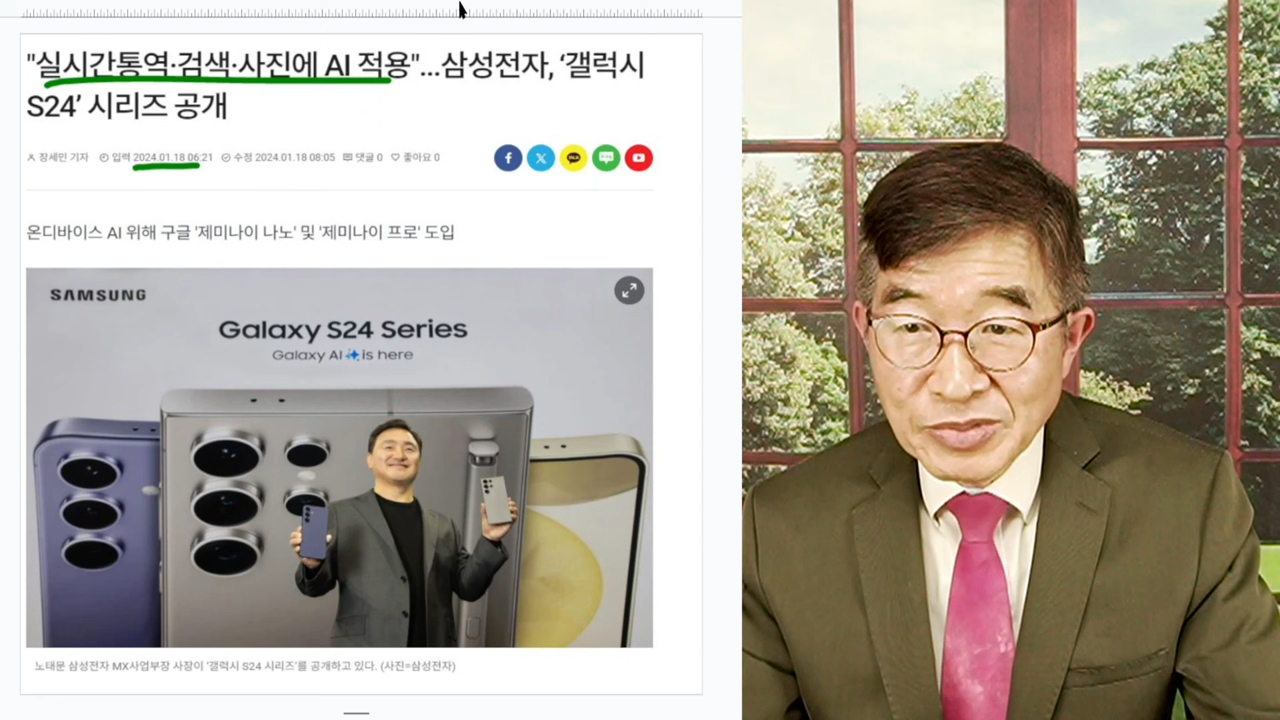 "실시간통역·검색·사진에 AI 적용"...삼성전자, ‘갤럭시
S24’ 시리즈 공개
장세민 기자 입력 2024.01.18 06:21 수정 2024.01.18 08:05 댓글 0 좋아요 0
온디바이스 AI 위해 구글 '제미나이 나노' 및 '제미나이 프로' 도입
SAMSUNG
Galaxy S24 Series
Galaxy AI is here
노태문 삼성전자 MX사업부장 사장이 '갤럭시 S24 시리즈'를 공개하고 있다. (사진=삼성전자)